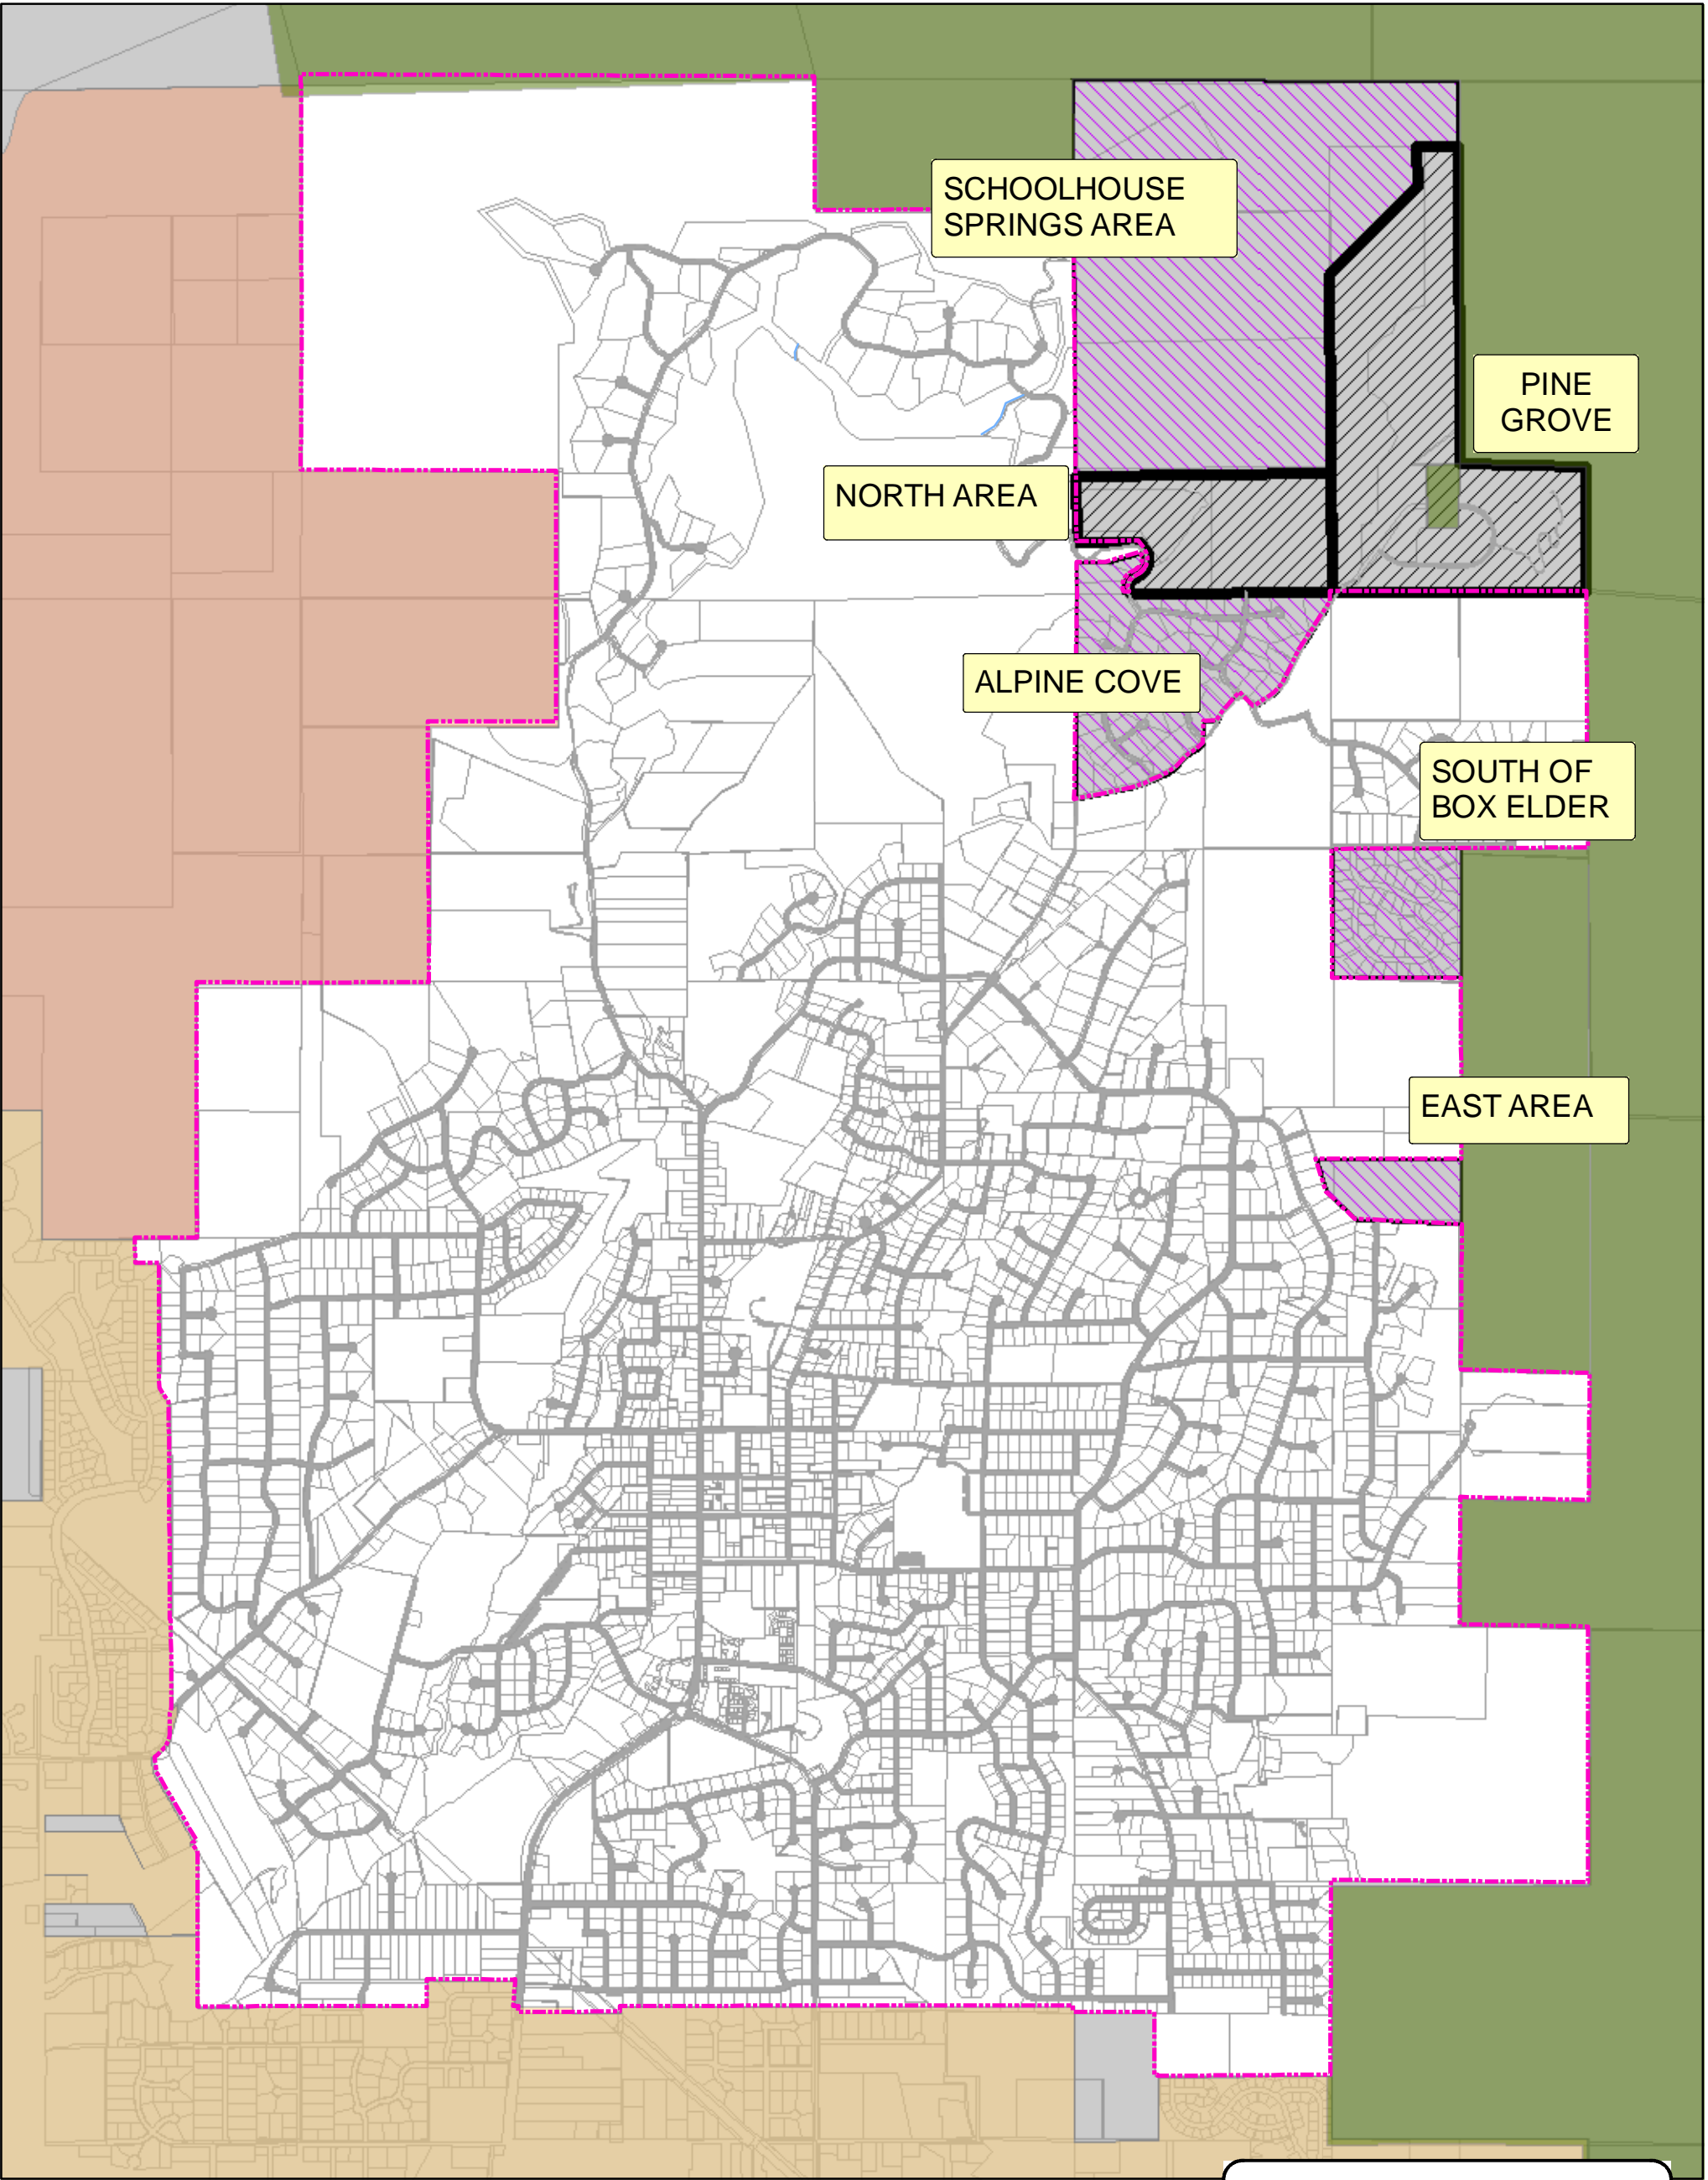 SCHOOLHOUSE
SPRINGS AREA
PINE
GROVE
NORTH AREA
ALPINE COVE
SOUTH OF
BOX ELDER
EAST AREA